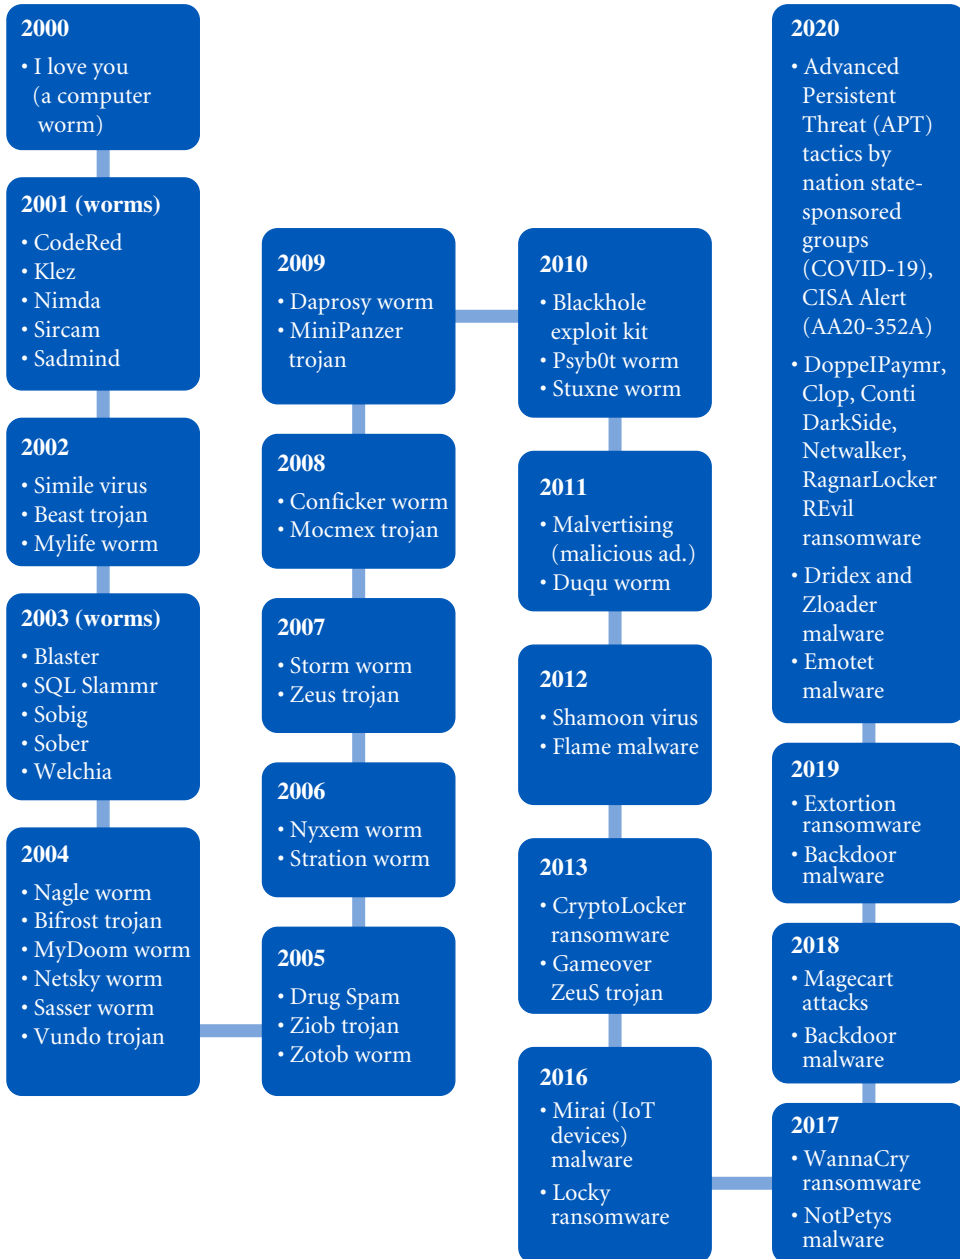 2000
• I love you
(a computer
worm)
2001 (worms)
• CodeRed
• Klez
• Nimda
• Sircam
• Sadmind
2002
• Simile virus
• Beast trojan
• Mylife worm
2003 (worms)
• Blaster
• SQL Slammr
• Sobig
• Sober
• Welchia
2004
• Nagle worm
• Bifrost trojan
• MyDoom worm
• Netsky worm
• Sasser worm
• Vundo trojan
2005
• Drug Spam
• Ziob trojan
• Zotob worm
2006
• Nyxem worm
• Stration worm
2007
• Storm worm
• Zeus trojan
2008
• Conficker worm
• Mocmex trojan
2009
• Daprosy worm
• MiniPanzer
trojan
2010
• Blackhole
exploit kit
• Psyb0t worm
• Stuxne worm
2011
• Malvertising
(malicious ad.)
• Duqu worm
2012
• Shamoon virus
• Flame malware
2013
• CryptoLocker
ransomware
• Gameover
ZeuS trojan
2016
• Mirai (IoT
devices)
malware
• Locky
ransomware
2017
• WannaCry
ransomware
• NotPetys
malware
2018
• Magecart
attacks
• Backdoor
malware
2019
• Extortion
ransomware
• Backdoor
malware
2020
• Advanced
Persistent
Threat (APT)
tactics by
nation state-
sponsored
groups
(COVID-19),
CISA Alert
(AA20-352A)
• DoppeIPaymr,
Clop, Conti
DarkSide,
Netwalker,
RagnarLocker
REvil
ransomware
• Dridex and
Zloader
malware
• Emotet
malware